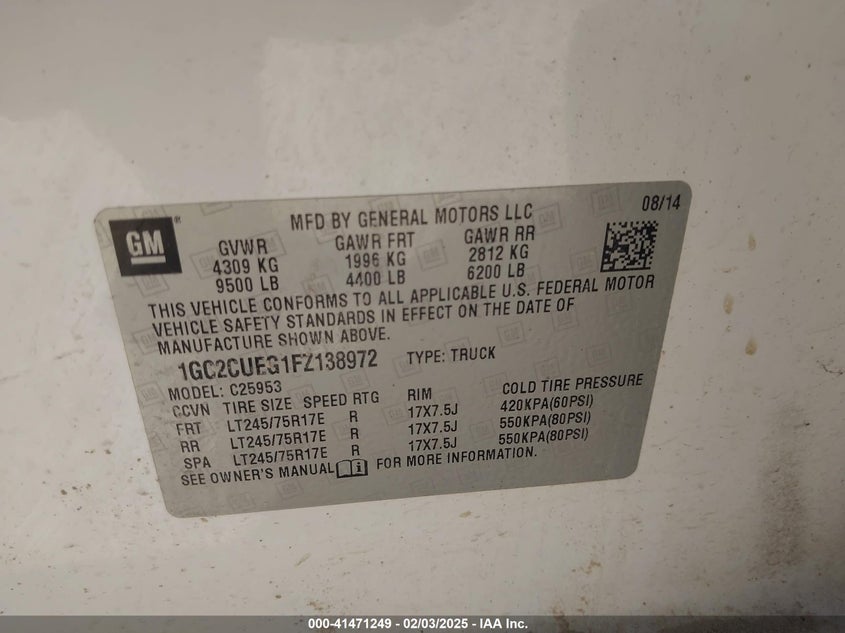 GM
MFD BY GENERAL MOTORS LLC
08/14
GVWR GAWR FRT GAWR RR
4309 KG 1996 KG 2812 KG
9500 LB 4400 LB 6200 LB
THIS VEHICLE CONFORMS TO ALL APPLICABLE U.S. FEDERAL MOTOR
VEHICLE SAFETY STANDARDS IN EFFECT ON THE DATE OF
MANUFACTURE SHOWN ABOVE.
1GC2CUEG1FZ138972 TYPE: TRUCK
MODEL: C25953
CCVN TIRE SIZE SPEED RTG RIM COLD TIRE PRESSURE
FRT LT245/75R17E R 17X7.5J 420KPA(60PSI)
RR LT245/75R17E R 17X7.5J 550KPA(80PSI)
SPA LT245/75R17E R 17X7.5J 550KPA(80PSI)
SEE OWNER'S MANUAL FOR MORE INFORMATION.
000-41471249 - 02/03/2025 - IAA Inc.